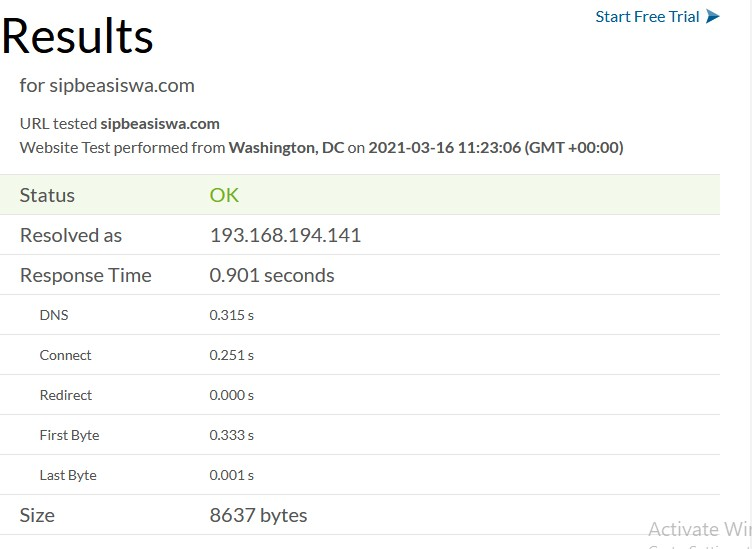 Start Free Trial
Results
for sipbeasiswa.com
URL tested sipbeasiswa.com
Website Test performed from Washington, DC on 2021-03-16 11:23:06 (GMT +00:00)
Status OK
Resolved as 193.168.194.141
Response Time 0.901 seconds
DNS 0.315 s
Connect 0.251 s
Redirect 0.000 s
First Byte 0.333 s
Last Byte 0.001 s
Size 8637 bytes
Activate